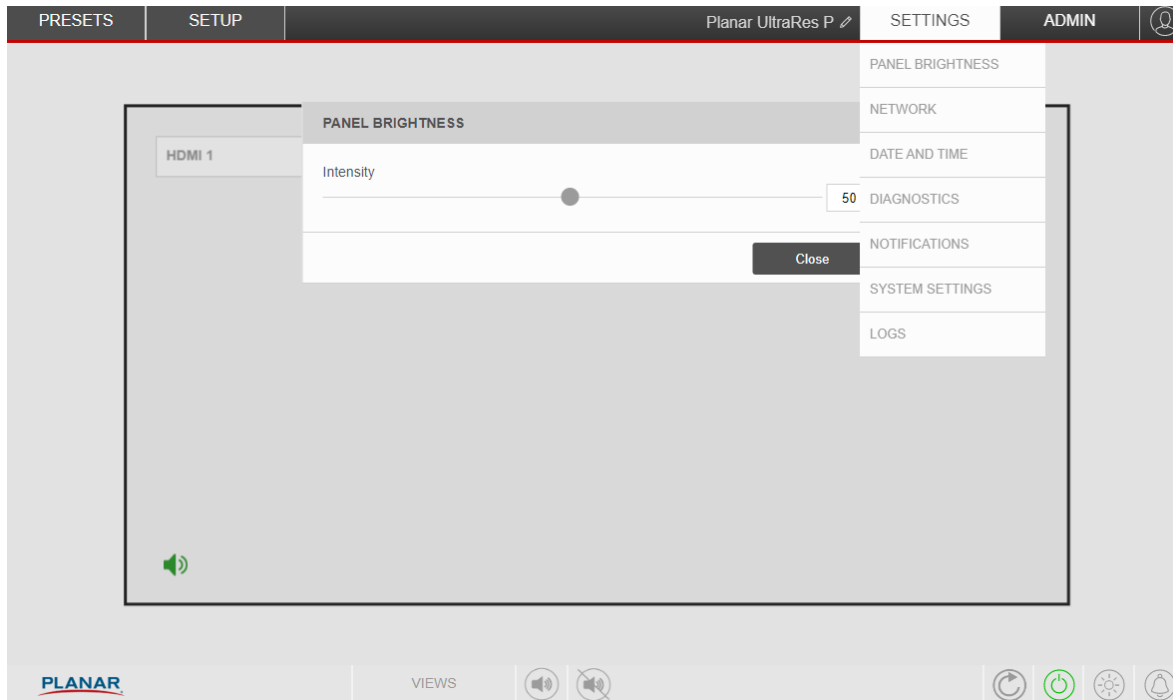 PRESETS
SETUP
Planar UltraRes P
SETTINGS
ADMIN
PANEL BRIGHTNESS
NETWORK
DATE AND TIME
DIAGNOSTICS
NOTIFICATIONS
SYSTEM SETTINGS
LOGS
PANEL BRIGHTNESS
HDMI 1
Intensity
50
Close
PLANAR
VIEWS